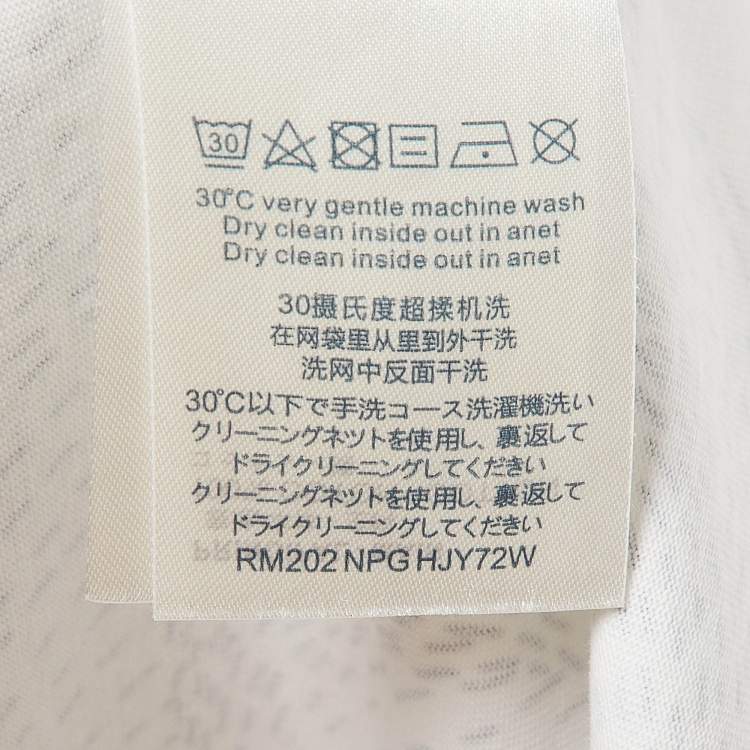 30
30°C very gentle machine wash
Dry clean inside out in anet
Dry clean inside out in anet
30摄氏度超揉机洗
在网袋里从里到外干洗
洗网中反面干洗
30°C以下で手洗コース洗濯機洗い
クリーニングネットを使用し、裏返して
ドライクリーニングしてください
クリーニングネットを使用し、裏返して
ドライクリーニングしてください
RM202 NPG HJY72W